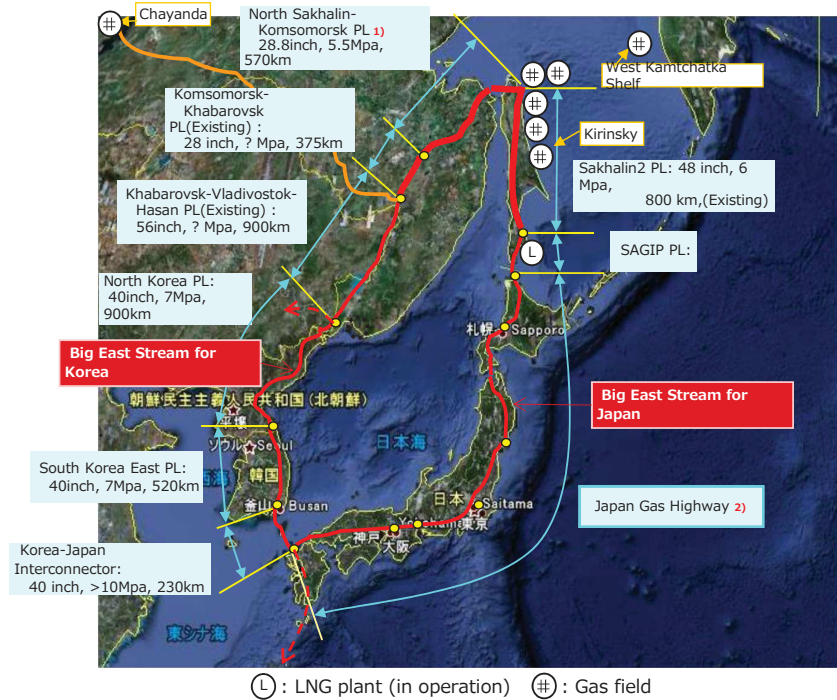 Chayanda
North Sakhalin-
Komsomorsk PL 1)
28.8inch, 5.5Mpa,
570km
West Kamtchatka
Shelf
Komsomorsk-
Khabarovsk
PL(Existing) :
28 inch, ? Mpa, 375km
Kirinsky
Sakhalin2 PL: 48 inch, 6
Mpa,
800 km,(Existing)
Khabarovsk-Vladivostok-
Hasan PL(Existing) :
56inch, ? Mpa, 900km
L
SAGIP PL:
North Korea PL:
40inch, 7Mpa,
900km
札幌 Sapporo
Big East Stream for
Korea
Big East Stream for
Japan
朝鮮民主主義人民共和国(北朝鮮)
平壌
ソウル Seoul
日本海
South Korea East PL:
40inch, 7Mpa, 520km
韓国
西海
釜山 Busan
日本
Saitama
東京
神戸
大阪
Japan Gas Highway 2)
Korea-Japan
Interconnector:
40 inch, >10Mpa, 230km
東シナ海
L : LNG plant (in operation) # : Gas field